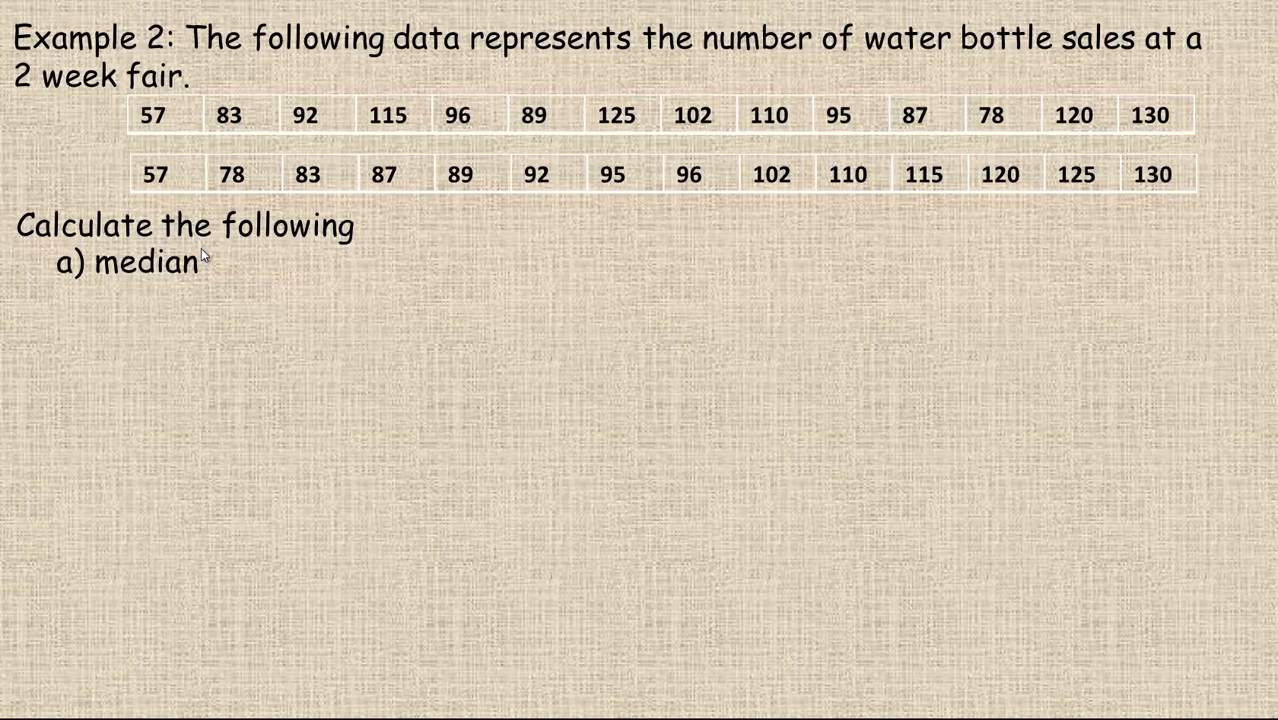 Example 2: The following data represents the number of water bottle sales at a
2 week fair.
57 83 92 115 96 89 125 102 110 95 87 78 120 130
57 78 83 87 89 92 95 96 102 110 115 120 125 130
Calculate the following
a) median